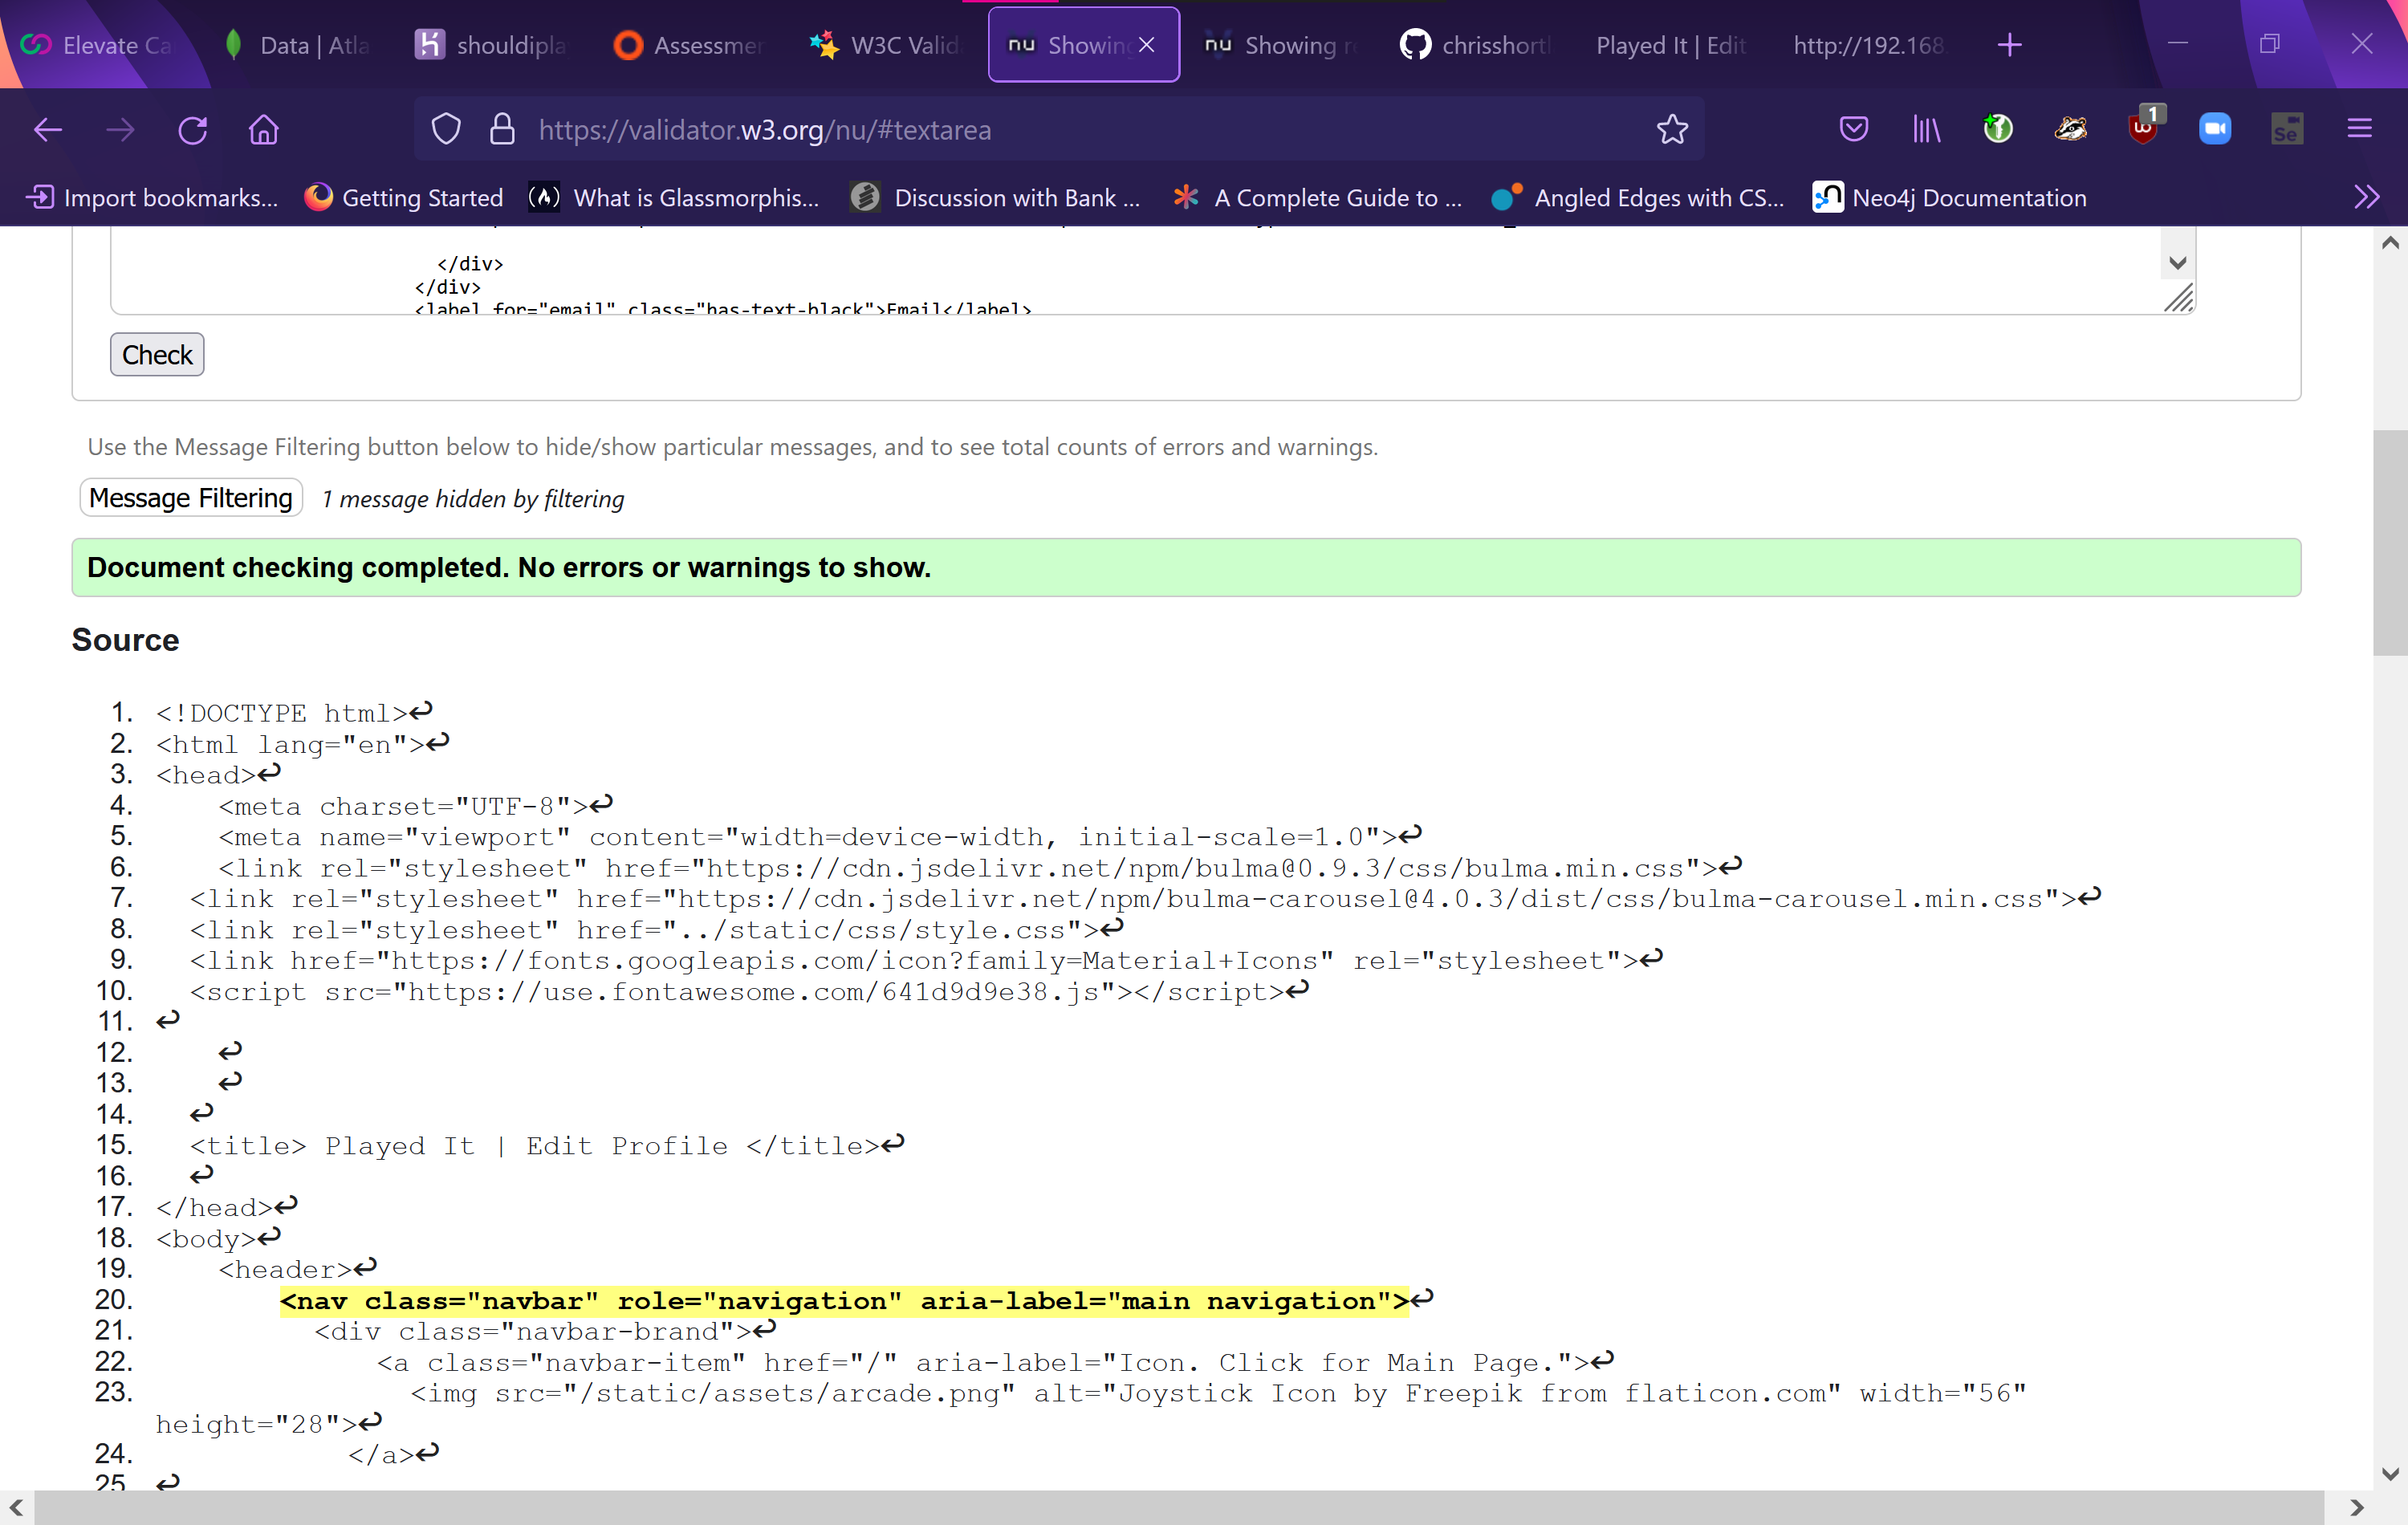 Elevate Ca
Data | Atla
shouldipla
Assessmen
W3C Valid
nu Showing
nu Showing r
chrisshortl
Played It | Edit
http://192.168.
https://validator.w3.org/nu/#textarea
1
Se
Import bookmarks...
Getting Started
What is Glassmorphis...
Discussion with Bank ...
A Complete Guide to ...
Angled Edges with CS...
Neo4j Documentation
</div>
</div>
<label for="email" class="has-text-black">Email</label>
Check
Use the Message Filtering button below to hide/show particular messages, and to see total counts of errors and warnings.
Message Filtering 1 message hidden by filtering
Document checking completed. No errors or warnings to show.
Source
1. <!DOCTYPE html>↩
2. <html lang="en">↩
3. <head>↩
4. <meta charset="UTF-8">↩
5. <meta name="viewport" content="width=device-width, initial-scale=1.0">↩
6. <link rel="stylesheet" href="https://cdn.jsdelivr.net/npm/bulma@0.9.3/css/bulma.min.css">↩
7. <link rel="stylesheet" href="https://cdn.jsdelivr.net/npm/bulma-carousel@4.0.3/dist/css/bulma-carousel.min.css">↩
8. <link rel="stylesheet" href="../static/css/style.css">↩
9. <link href="https://fonts.googleapis.com/icon?family=Material+Icons" rel="stylesheet">↩
10. <script src="https://use.fontawesome.com/641d9d9e38.js"></script>↩
11. ↩
12. ↩
13. ↩
14. ↩
15. <title> Played It | Edit Profile </title>↩
16. ↩
17. </head>↩
18. <body>↩
19. <header>↩
20. <nav class="navbar" role="navigation" aria-label="main navigation">↩
21. <div class="navbar-brand">↩
22. <a class="navbar-item" href="/" aria-label="Icon. Click for Main Page.">↩
23. <img src="/static/assets/arcade.png" alt="Joystick Icon by Freepik from flaticon.com" width="56"
height="28">↩
24. </a>↩
25. ↩